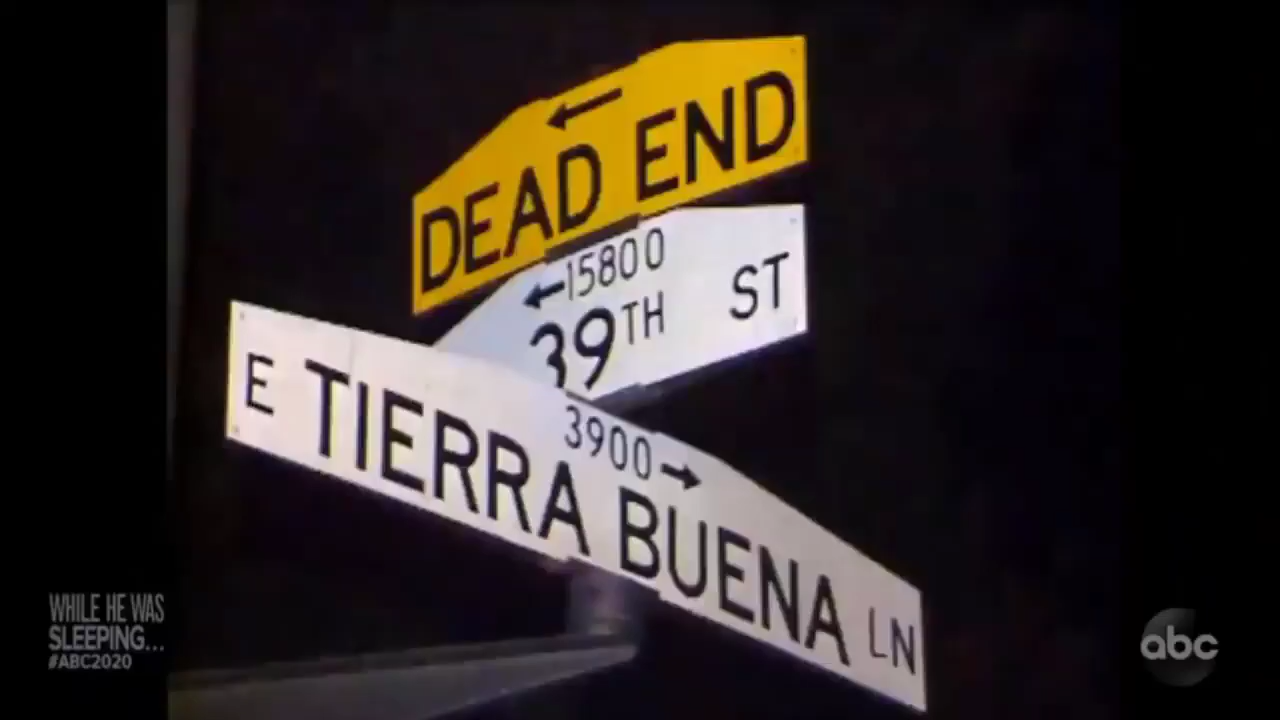 ←
DEAD END
←15800
39TH ST
3900→
E TIERRA BUENA LN
WHILE HE WAS
SLEEPING...
#ABC2020
abc